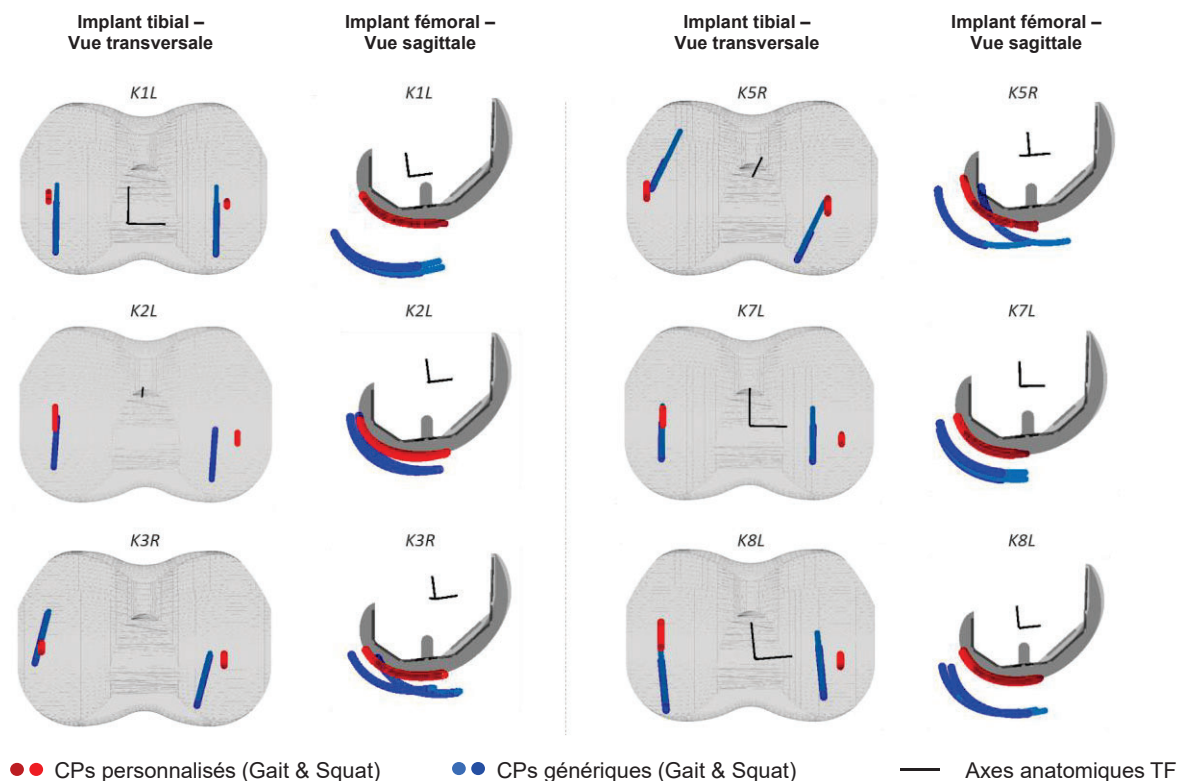 Implant tibial –
Vue transversale
Implant fémoral –
Vue sagittale
Implant tibial –
Vue transversale
Implant fémoral –
Vue sagittale
K1L
K1L
K5R
K5R
K2L
K2L
K7L
K7L
K3R
K3R
K8L
K8L
CPs personnalisés (Gait & Squat)
CPs génériques (Gait & Squat)
Axes anatomiques TF